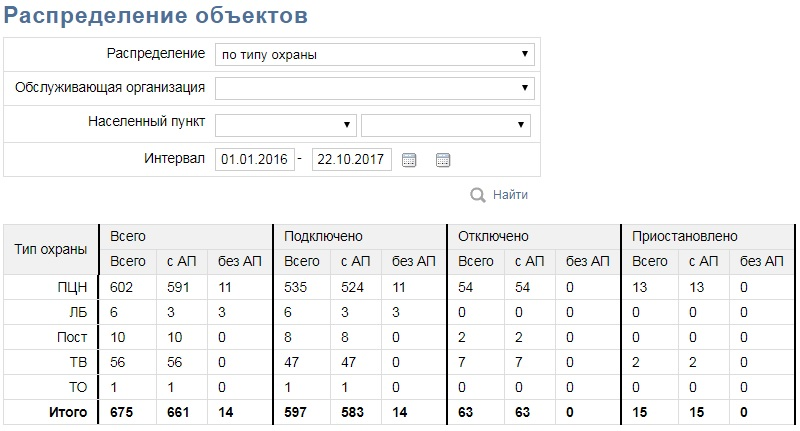 Распределение объектов
Распределение по типу охраны
Обслуживающая организация
Населенный пункт
Интервал 01.01.2016 - 22.10.2017
Найти
Тип охраны Всего Подключено Отключено Приостановлено
Всего с АП без АП Всего с АП без АП Всего с АП без АП Всего с АП без АП
ПЦН 602 591 11 535 524 11 54 54 0 13 13 0
ЛБ 6 3 3 6 3 3 0 0 0 0 0 0
Пост 10 10 0 8 8 0 2 2 0 0 0 0
ТВ 56 56 0 47 47 0 7 7 0 2 2 0
ТО 1 1 0 1 1 0 0 0 0 0 0 0
Итого 675 661 14 597 583 14 63 63 0 15 15 0